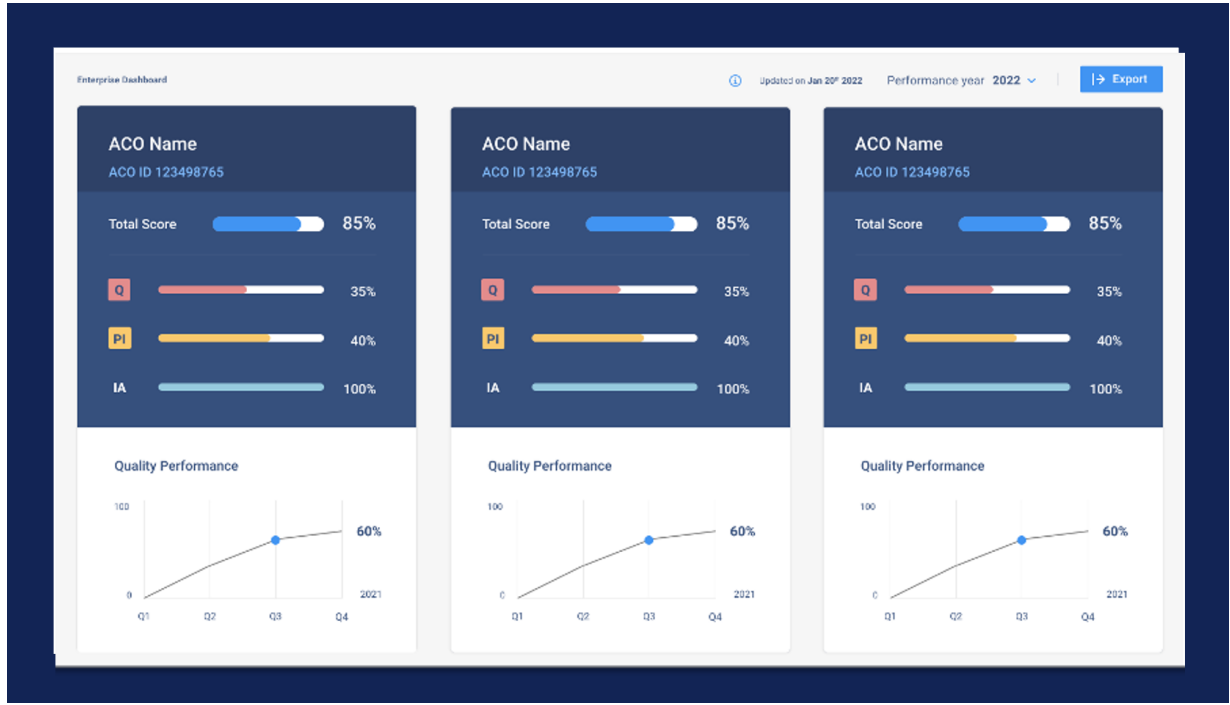 Enterprise Dashboard
Updated on Jan 20th 2022
Performance year 2022
Export
ACO Name
ACO ID 123498765
Total Score 85%
Q 35%
PI 40%
IA 100%
Quality Performance
100
60%
0
2021
Q1 Q2 Q3 Q4
ACO Name
ACO ID 123498765
Total Score 85%
Q 35%
PI 40%
IA 100%
Quality Performance
100
60%
0
2021
Q1 Q2 Q3 Q4
ACO Name
ACO ID 123498765
Total Score 85%
Q 35%
PI 40%
IA 100%
Quality Performance
100
60%
0
2021
Q1 Q2 Q3 Q4